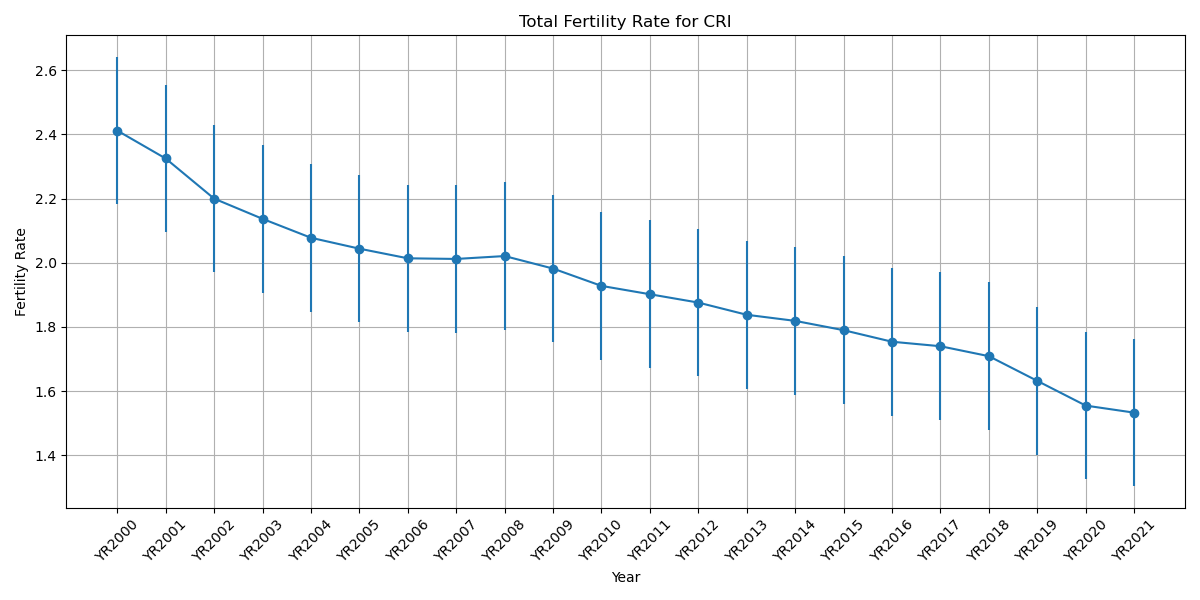 Total Fertility Rate for CRI
Fertility Rate
2.6
2.4
2.2
2.0
1.8
1.6
1.4
YR2000
YR2001
YR2002
YR2003
YR2004
YR2005
YR2006
YR2007
YR2008
YR2009
YR2010
YR2011
YR2012
YR2013
YR2014
YR2015
YR2016
YR2017
YR2018
YR2019
YR2020
YR2021
Year